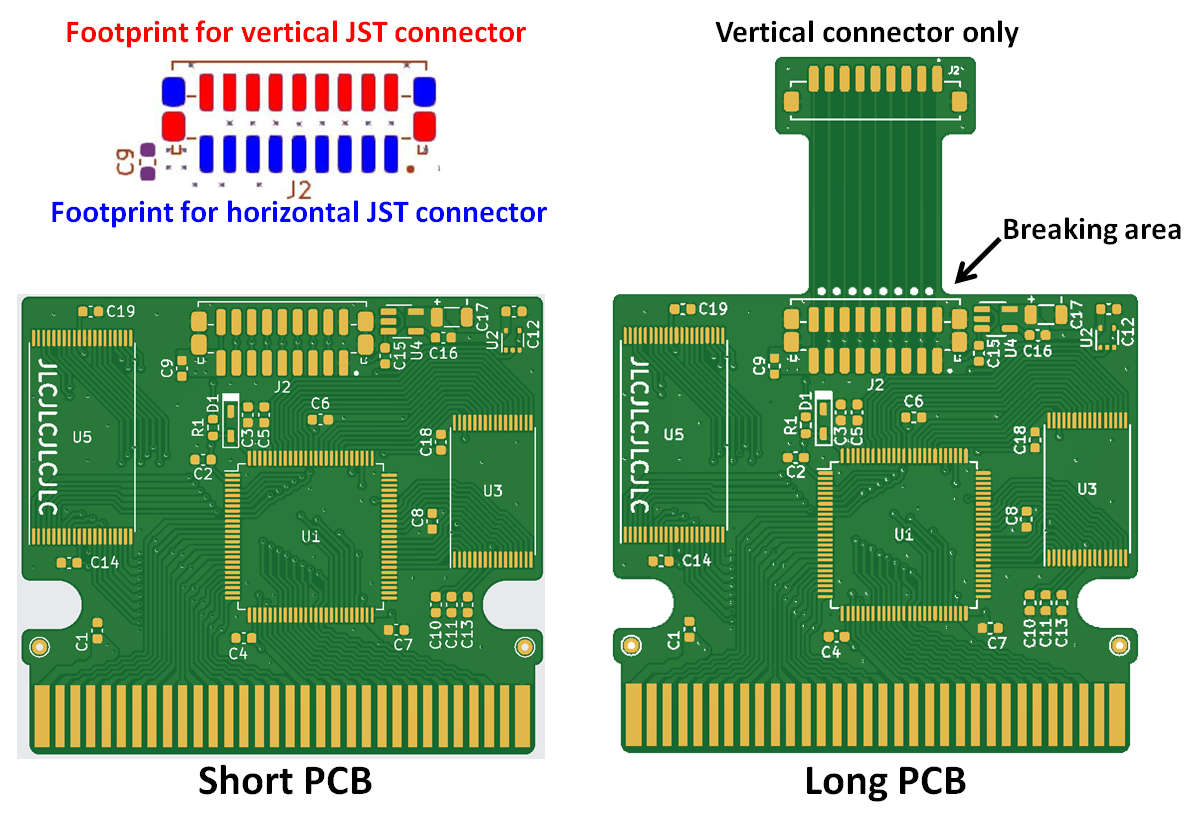 Footprint for vertical JST connector
C9
J2
Footprint for horizontal JST connector
Vertical connector only
J2
Breaking area
C19
C17
C12
U2
U4
C15
C16
C9
J2
JLCJLCJLCJLC
U5
D1
R1
C3
C5
C6
C2
C18
U3
C8
Ui
C14
C1
C4
C7
C10
C11
C13
Short PCB
C19
C17
C12
U2
U4
C15
C16
C9
J2
JLCJLCJLCJLC
U5
D1
R1
C3
C5
C6
C2
C18
U3
C8
Ui
C14
C1
C4
C7
C10
C11
C13
Long PCB